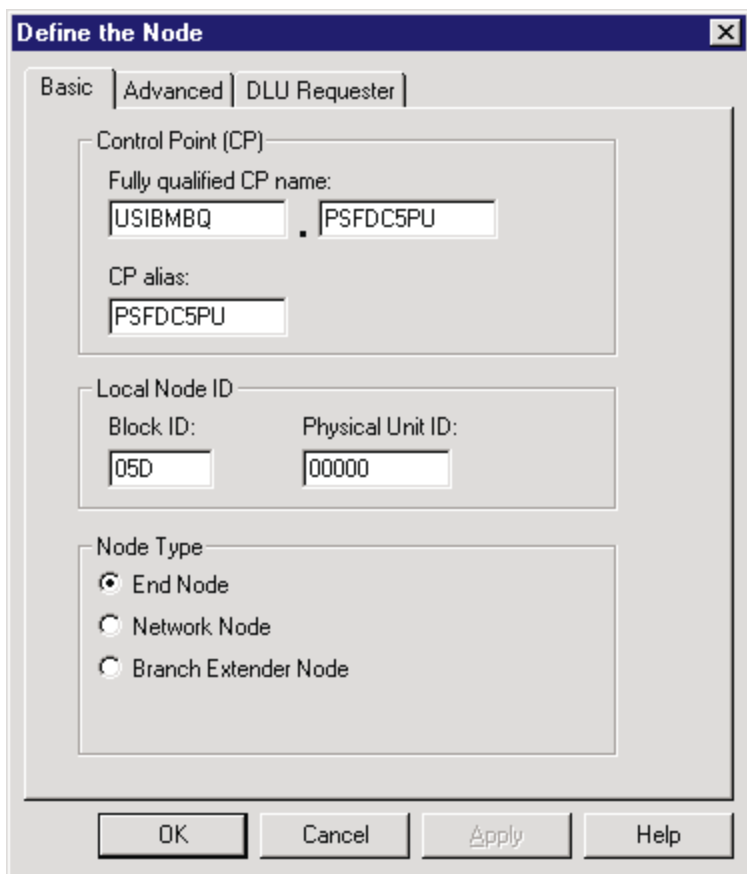 Define the Node
Basic Advanced DLU Requester
Control Point (CP)
Fully qualified CP name:
USIBMBQ . PSFDC5PU
CP alias:
PSFDC5PU
Local Node ID
Block ID: Physical Unit ID:
05D 00000
Node Type
End Node
Network Node
Branch Extender Node
OK Cancel Apply Help